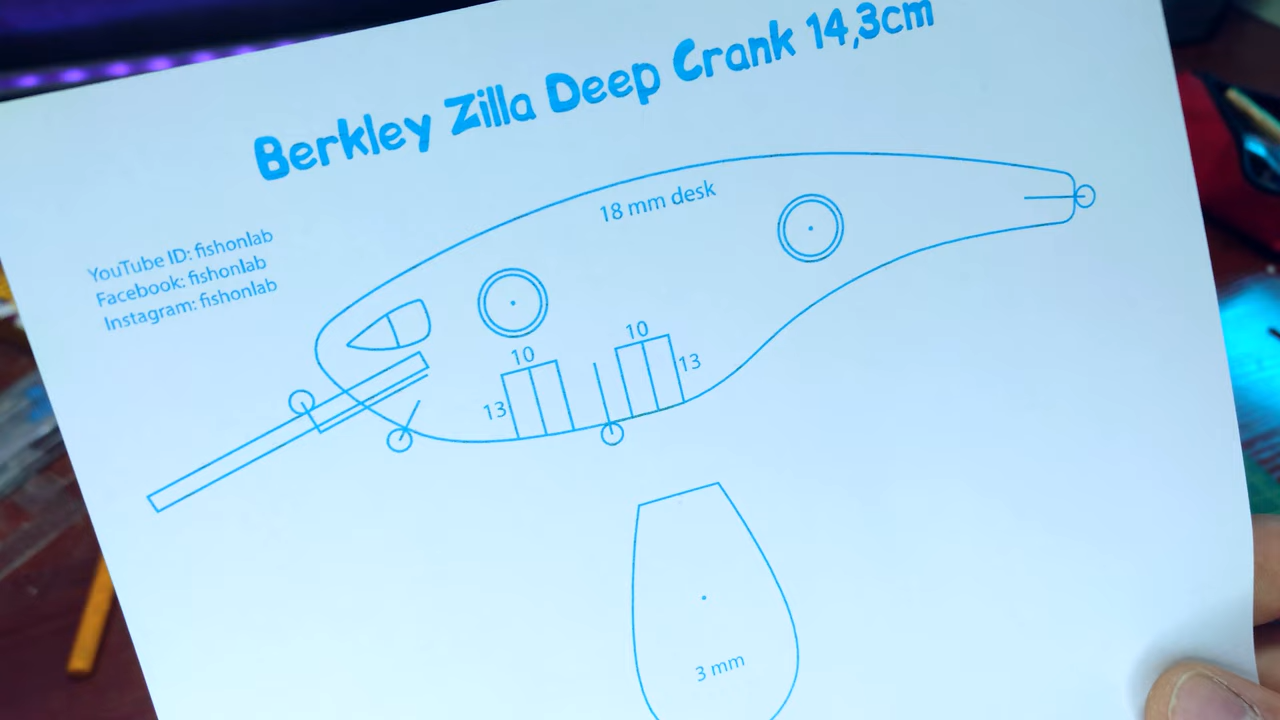 Berkley Zilla Deep Crank 14,3cm
18 mm desk
YouTube ID: fishonlab
Facebook: fishonlab
Instagram: fishonlab
10
10
13
13
3 mm